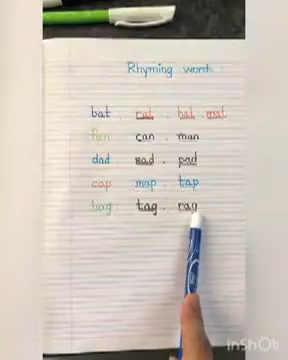 Rhyming words
bat . rat . hat . mat
fan can . man
dad . sad . pad
cap map . tap
bag tag . rag
InShOt